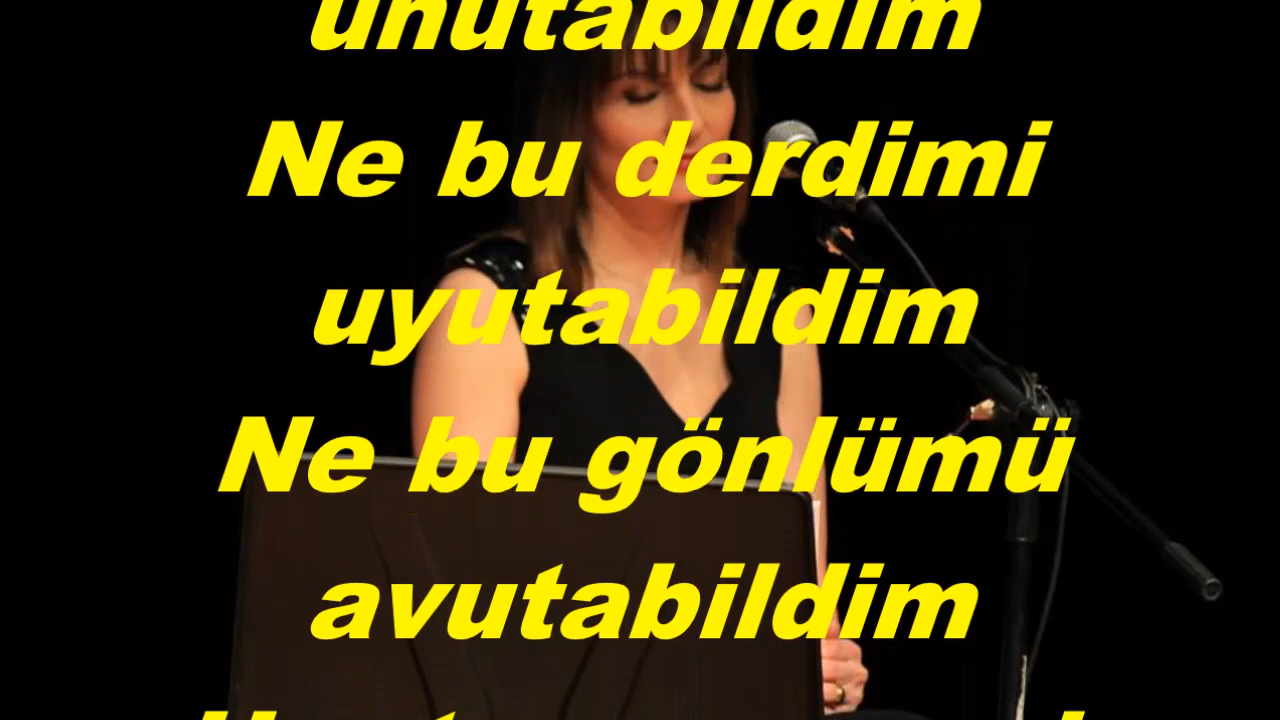 unutabildim
Ne bu derdimi
uyutabildim
Ne bu gönlümü
avutabildim